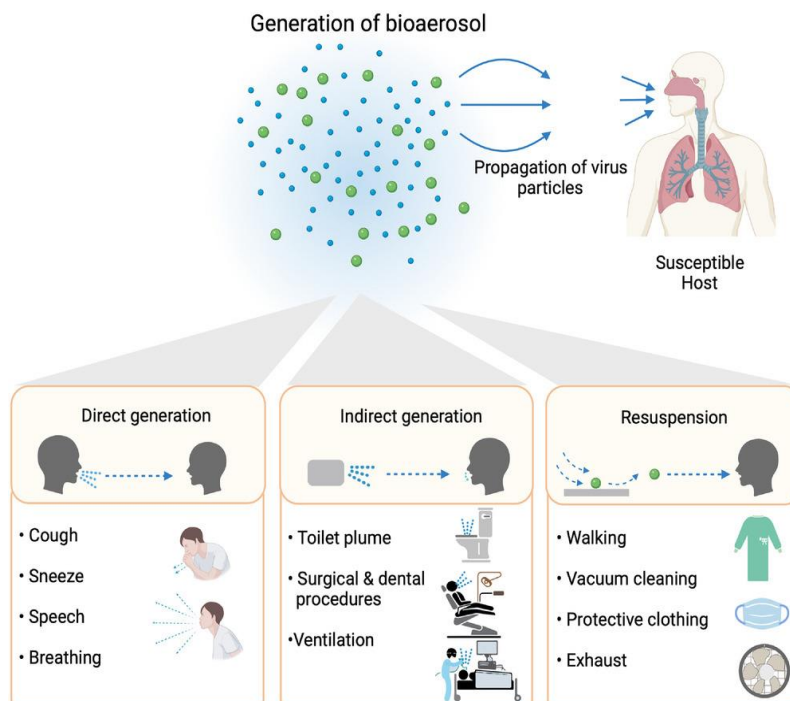 Generation of bioaerosol
Propagation of virus
particles
Susceptible
Host
Direct generation
• Cough
• Sneeze
• Speech
• Breathing
Indirect generation
• Toilet plume
• Surgical & dental
procedures
•Ventilation
Resuspension
• Walking
• Vacuum cleaning
• Protective clothing
• Exhaust